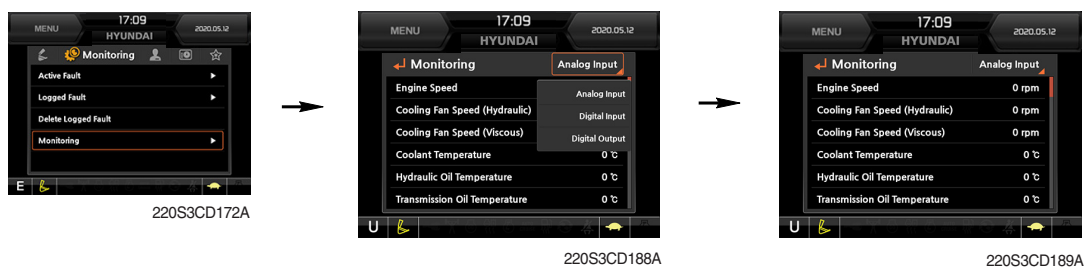 MENU 17:09 2020.05.12
HYUNDAI
Monitoring
Active Fault
Logged Fault
Delete Logged Fault
Monitoring
E
220S3CD172A
MENU 17:09 2020.05.12
HYUNDAI
Monitoring Analog Input
Engine Speed
Cooling Fan Speed (Hydraulic)
Cooling Fan Speed (Viscous)
Coolant Temperature 0 ℃
Hydraulic Oil Temperature 0 ℃
Transmission Oil Temperature 0 ℃
Analog Input
Digital Input
Digital Output
U
220S3CD188A
MENU 17:09 2020.05.12
HYUNDAI
Monitoring Analog Input
Engine Speed 0 rpm
Cooling Fan Speed (Hydraulic) 0 rpm
Cooling Fan Speed (Viscous) 0 rpm
Coolant Temperature 0 ℃
Hydraulic Oil Temperature 0 ℃
Transmission Oil Temperature 0 ℃
U
220S3CD189A